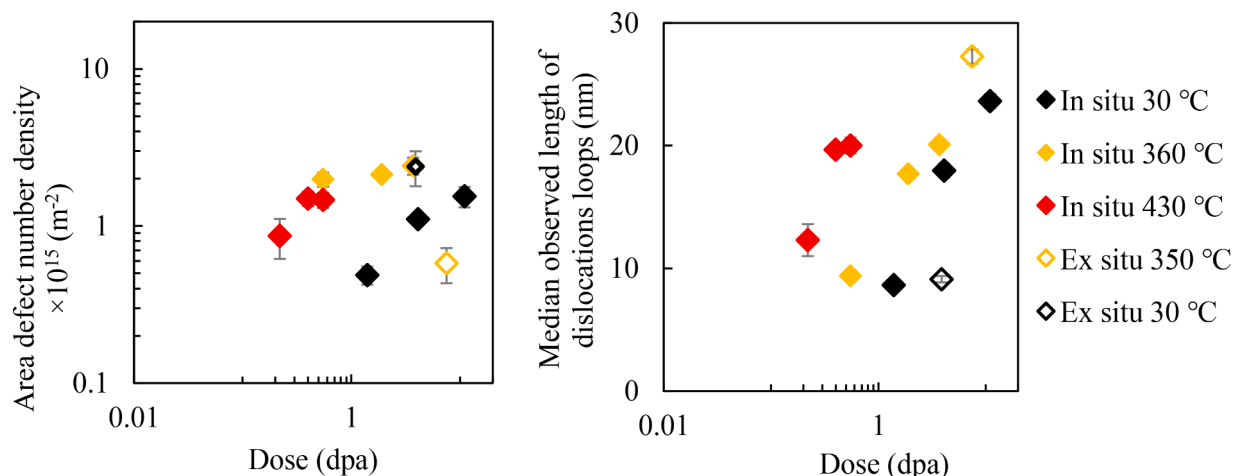 Area defect number density
×10¹⁵ (m⁻²)
10
1
0.1
0.01
1
Dose (dpa)
Median observed length of
dislocations loops (nm)
30
20
10
0
0.01
1
Dose (dpa)
In situ 30 ℃
In situ 360 ℃
In situ 430 ℃
Ex situ 350 ℃
Ex situ 30 ℃